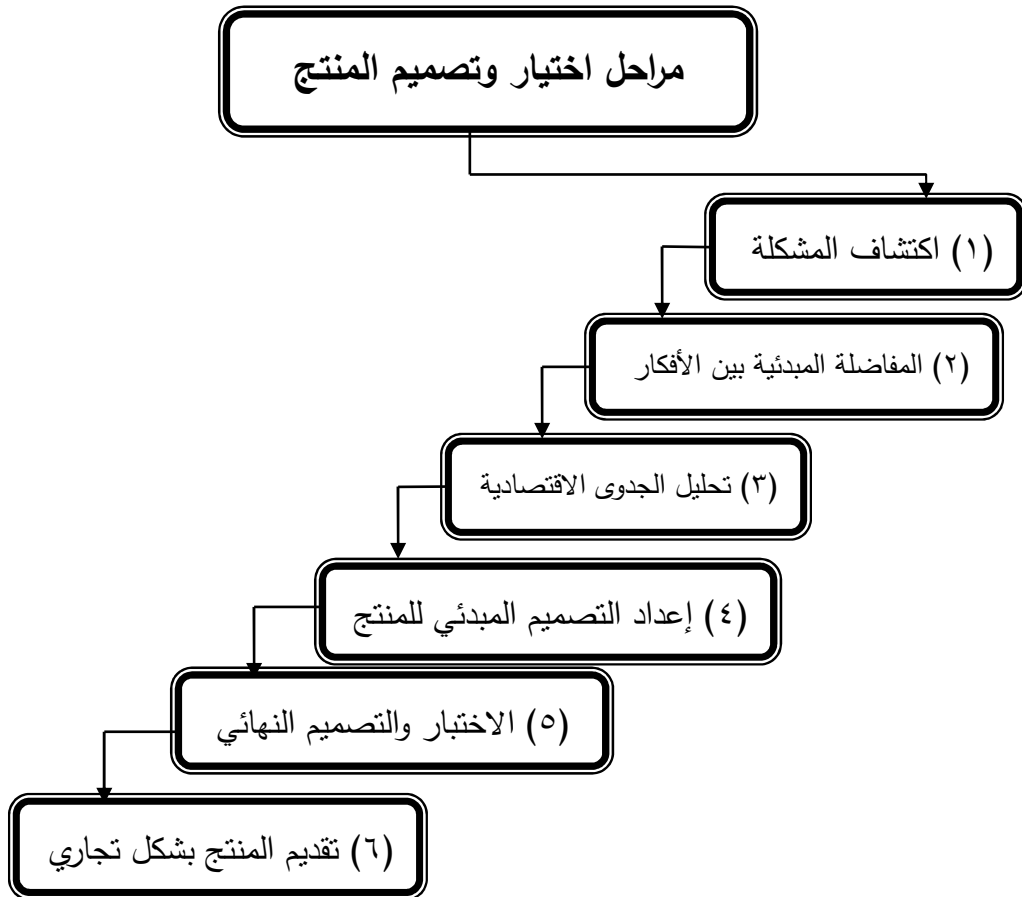 مراحل اختيار وتصميم المنتج
(١) اكتشاف المشكلة
(٢) المفاضلة المبدئية بين الأفكار
(٣) تحليل الجدوى الاقتصادية
(٤) إعداد التصميم المبدئي للمنتج
(٥) الاختبار والتصميم النهائي
(٦) تقديم المنتج بشكل تجاري